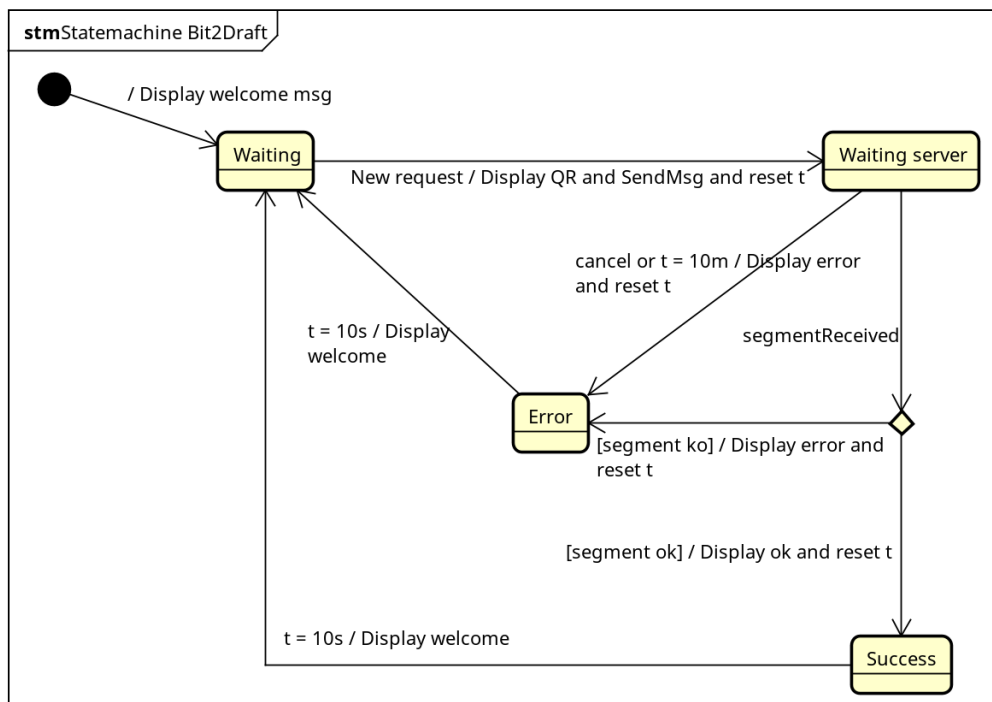 stmStatemachine Bit2Draft
/ Display welcome msg
Waiting
Waiting server
New request / Display QR and SendMsg and reset t
cancel or t = 10m / Display error
and reset t
t = 10s / Display
welcome
segmentReceived
Error
[segment ko] / Display error and
reset t
[segment ok] / Display ok and reset t
t = 10s / Display welcome
Success